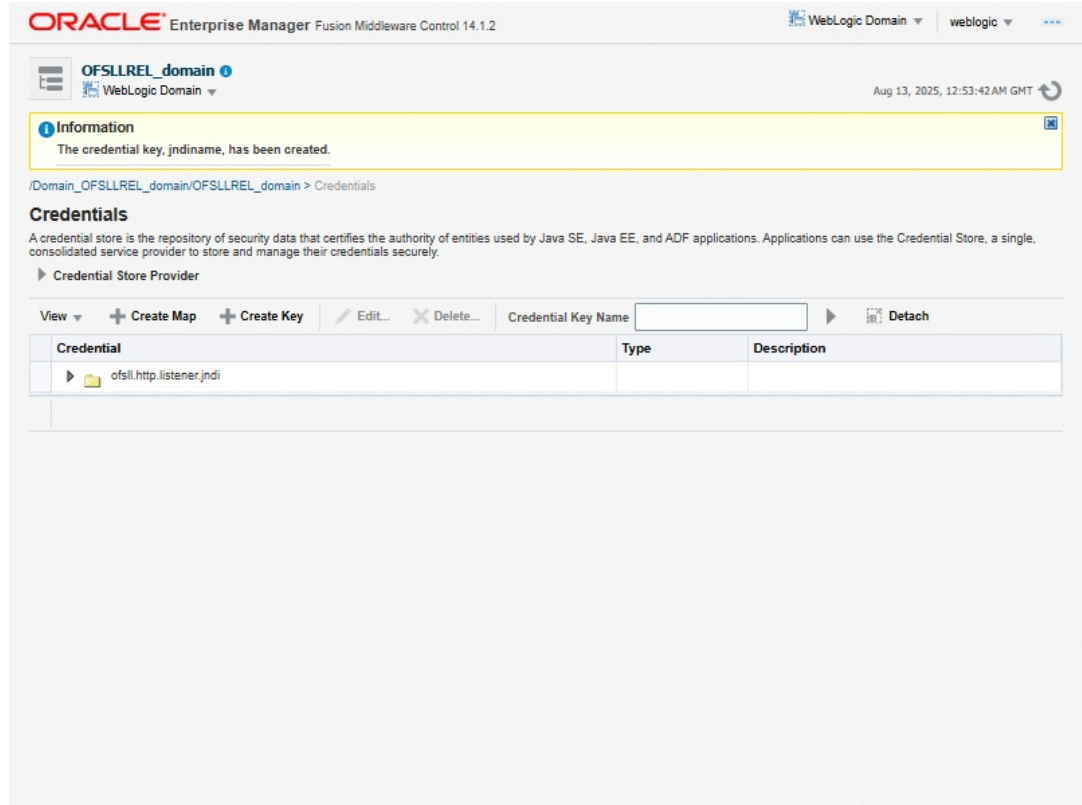 ORACLE Enterprise Manager Fusion Middleware Control 14.1.2
WebLogic Domain weblogic
OFSLLREL_domain
WebLogic Domain
Aug 13, 2025, 12:53:42 AM GMT
Information
The credential key, jndiname, has been created.
/Domain_OFSLLREL_domain/OFSLLREL_domain > Credentials
Credentials
A credential store is the repository of security data that certifies the authority of entities used by Java SE, Java EE, and ADF applications. Applications can use the Credential Store, a single,
consolidated service provider to store and manage their credentials securely.
Credential Store Provider
View Create Map Create Key Edit... Delete... Credential Key Name Detach
Credential Type Description
ofsll.http.listener.jndi